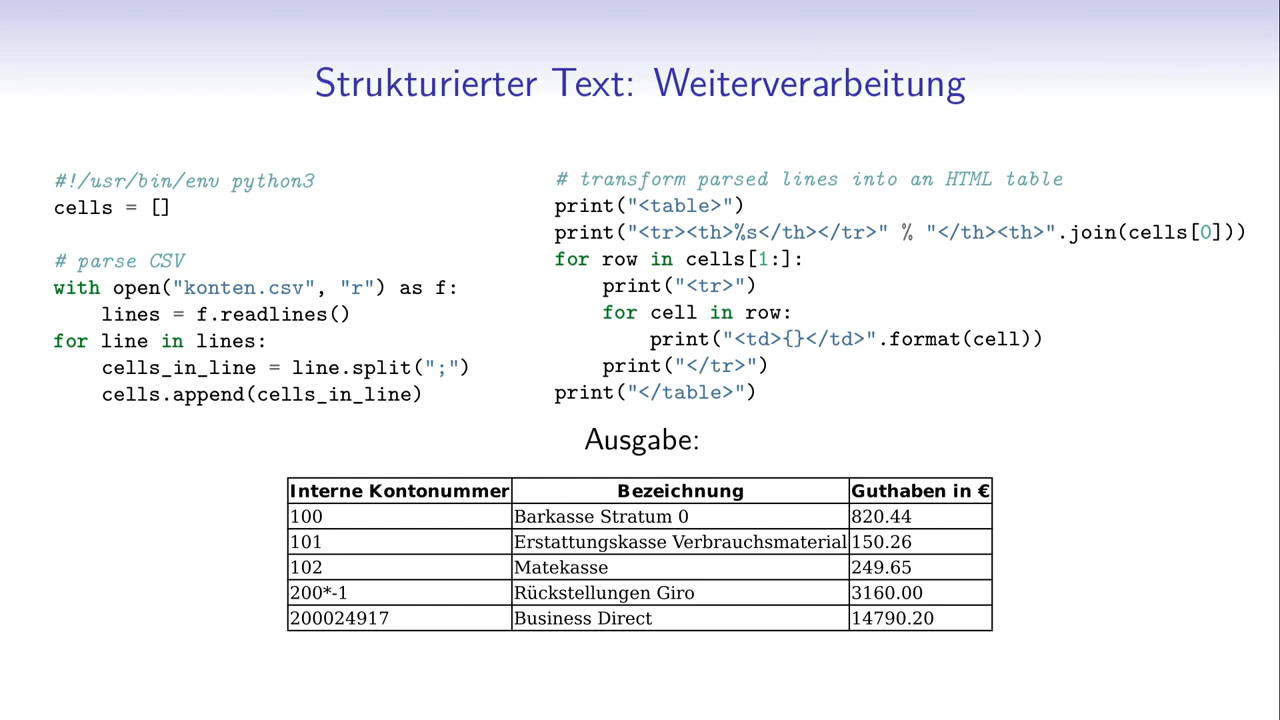 Strukturierter Text: Weiterverarbeitung
#!/usr/bin/env python3
cells = []
# parse CSV
with open("konten.csv", "r") as f:
    lines = f.readlines()
for line in lines:
    cells_in_line = line.split(";")
    cells.append(cells_in_line)
# transform parsed lines into an HTML table
print("<table>")
print("<tr><th>%s</th></tr>" % "</th><th>".join(cells[0]))
for row in cells[1:]:
    print("<tr>")
    for cell in row:
        print("<td>{}</td>".format(cell))
    print("</tr>")
print("</table>")
Ausgabe:
Interne Kontonummer Bezeichnung Guthaben in €
100 Barkasse Stratum 0 820.44
101 Erstattungskasse Verbrauchsmaterial 150.26
102 Matekasse 249.65
200*-1 Rückstellungen Giro 3160.00
200024917 Business Direct 14790.20